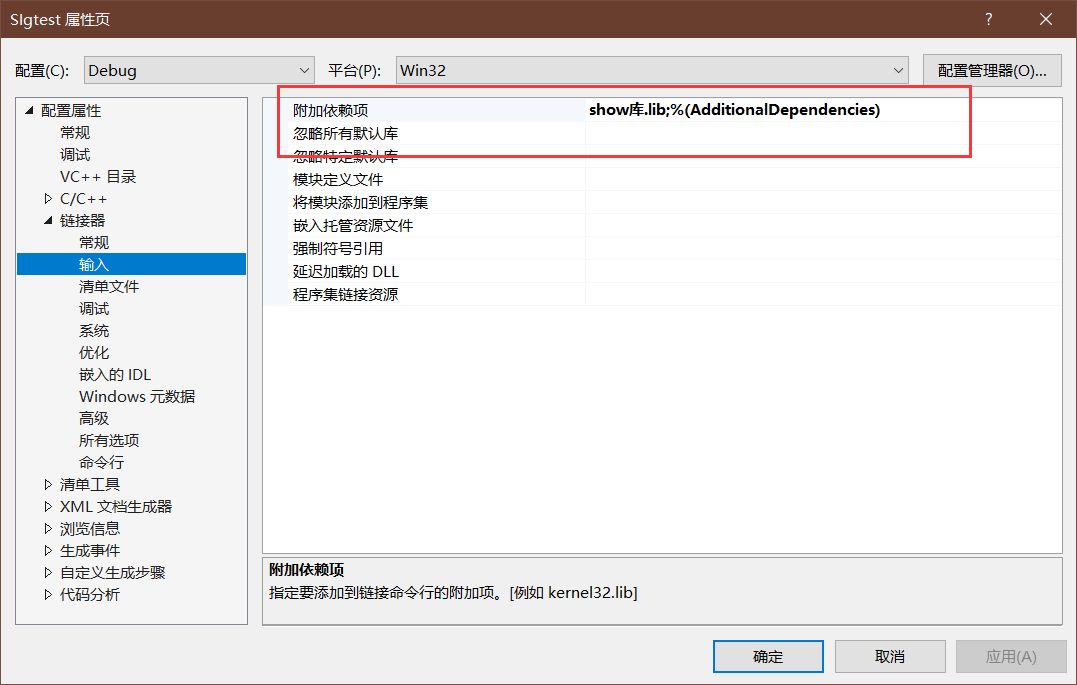 SIgtest 属性页
配置(C): Debug 平台(P): Win32 配置管理器(O)...
配置属性
常规
调试
VC++ 目录
C/C++
链接器
常规
输入
清单文件
调试
系统
优化
嵌入的 IDL
Windows 元数据
高级
所有选项
命令行
清单工具
XML 文档生成器
浏览信息
生成事件
自定义生成步骤
代码分析
附加依赖项 show库.lib;%(AdditionalDependencies)
忽略所有默认库
忽略特定默认库
模块定义文件
将模块添加到程序集
嵌入托管资源文件
强制符号引用
延迟加载的 DLL
程序集链接资源
附加依赖项
指定要添加到链接命令行的附加项。[例如 kernel32.lib]
确定 取消 应用(A)